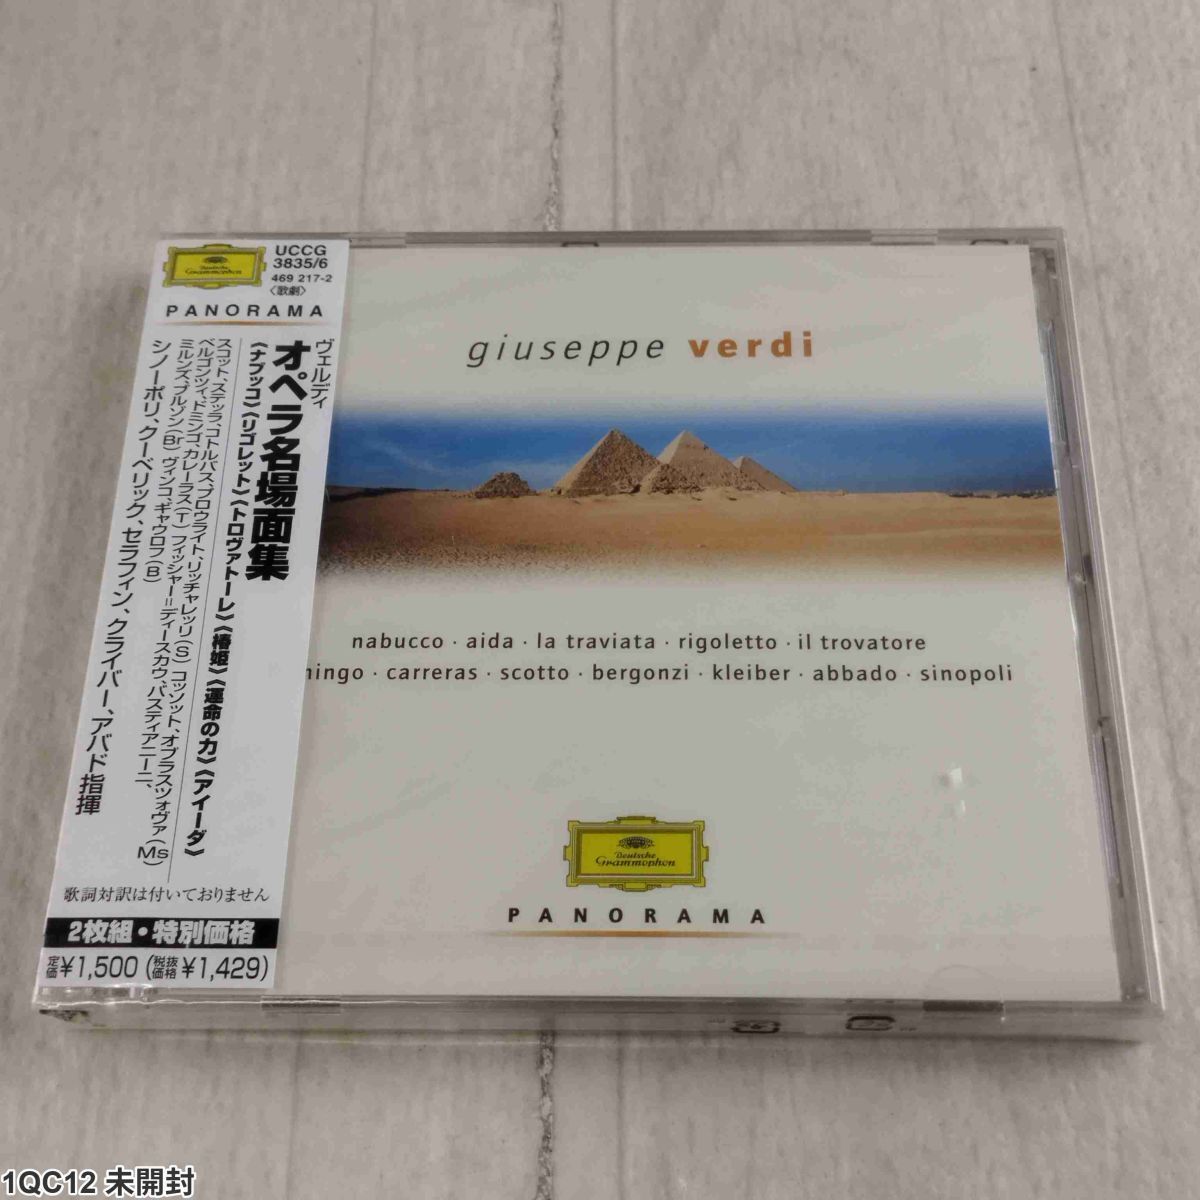 Deutsche
Grammophon
UCCG
3835/6
469 217-2
〈歌劇〉
PANORAMA
ヴェルディ
オペラ名場面集
《ナブッコ》《リゴレット》《トロヴァトーレ》《椿姫》《運命の力》《アイーダ》
スコット、ステッラ、コトルバス、プロウライト、リッチャレッリ(S) コッソット、オブラスツォヴァ(Ms)
ベルゴンツィ、ドミンゴ、カレーラス(T) フィッシャー=ディースカウ、バスティアニーニ、
ミルンズ、ブルゾン(Br) ヴィンコ、ギャウロフ(B)
シノーポリ、クーベリック、セラフィン、クライバー、アバド指揮
歌詞対訳は付いておりません
2枚組・特別価格
定価¥1,500 (税抜価格¥1,429)
giuseppe verdi
nabucco · aida · la traviata · rigoletto · il trovatore
mingo · carreras · scotto · bergonzi · kleiber · abbado · sinopoli
Deutsche
Grammophon
PANORAMA
1QC12 未開封